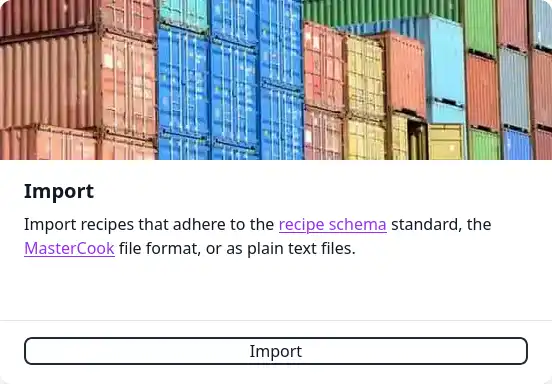 Import
Import recipes that adhere to the recipe schema standard, the
MasterCook file format, or as plain text files.
Import